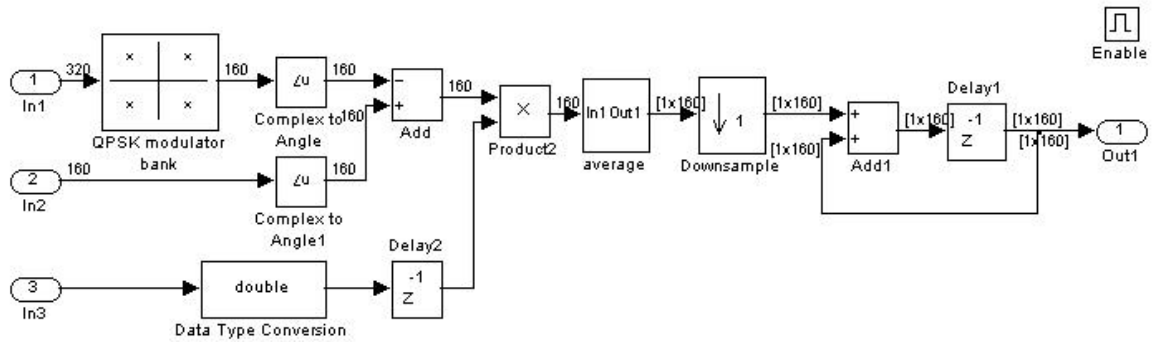 Enable
1
In1
320
QPSK modulator
bank
160
∠u
Complex to
Angle
160
−
+
Add
160
×
Product2
160
In1 Out1
average
[1x160]
↓ 1
Downsample
[1x160]
[1x160]
+
+
Add1
[1x160]
Delay1
-1
Z
[1x160]
[1x160]
1
Out1
2
In2
160
∠u
Complex to
Angle1
160
160
3
In3
double
Data Type Conversion
Delay2
-1
Z